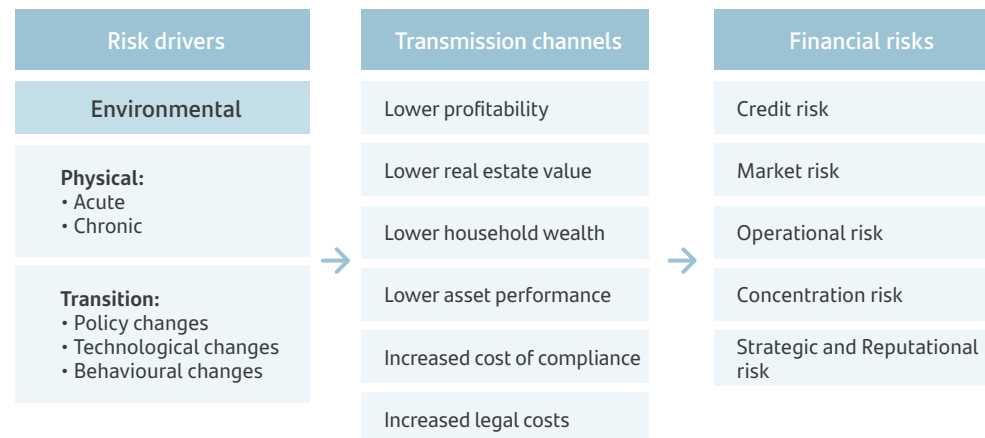 Risk drivers
Environmental
Physical:
• Acute
• Chronic
Transition:
• Policy changes
• Technological changes
• Behavioural changes
Transmission channels
Lower profitability
Lower real estate value
Lower household wealth
Lower asset performance
Increased cost of compliance
Increased legal costs
Financial risks
Credit risk
Market risk
Operational risk
Concentration risk
Strategic and Reputational
risk